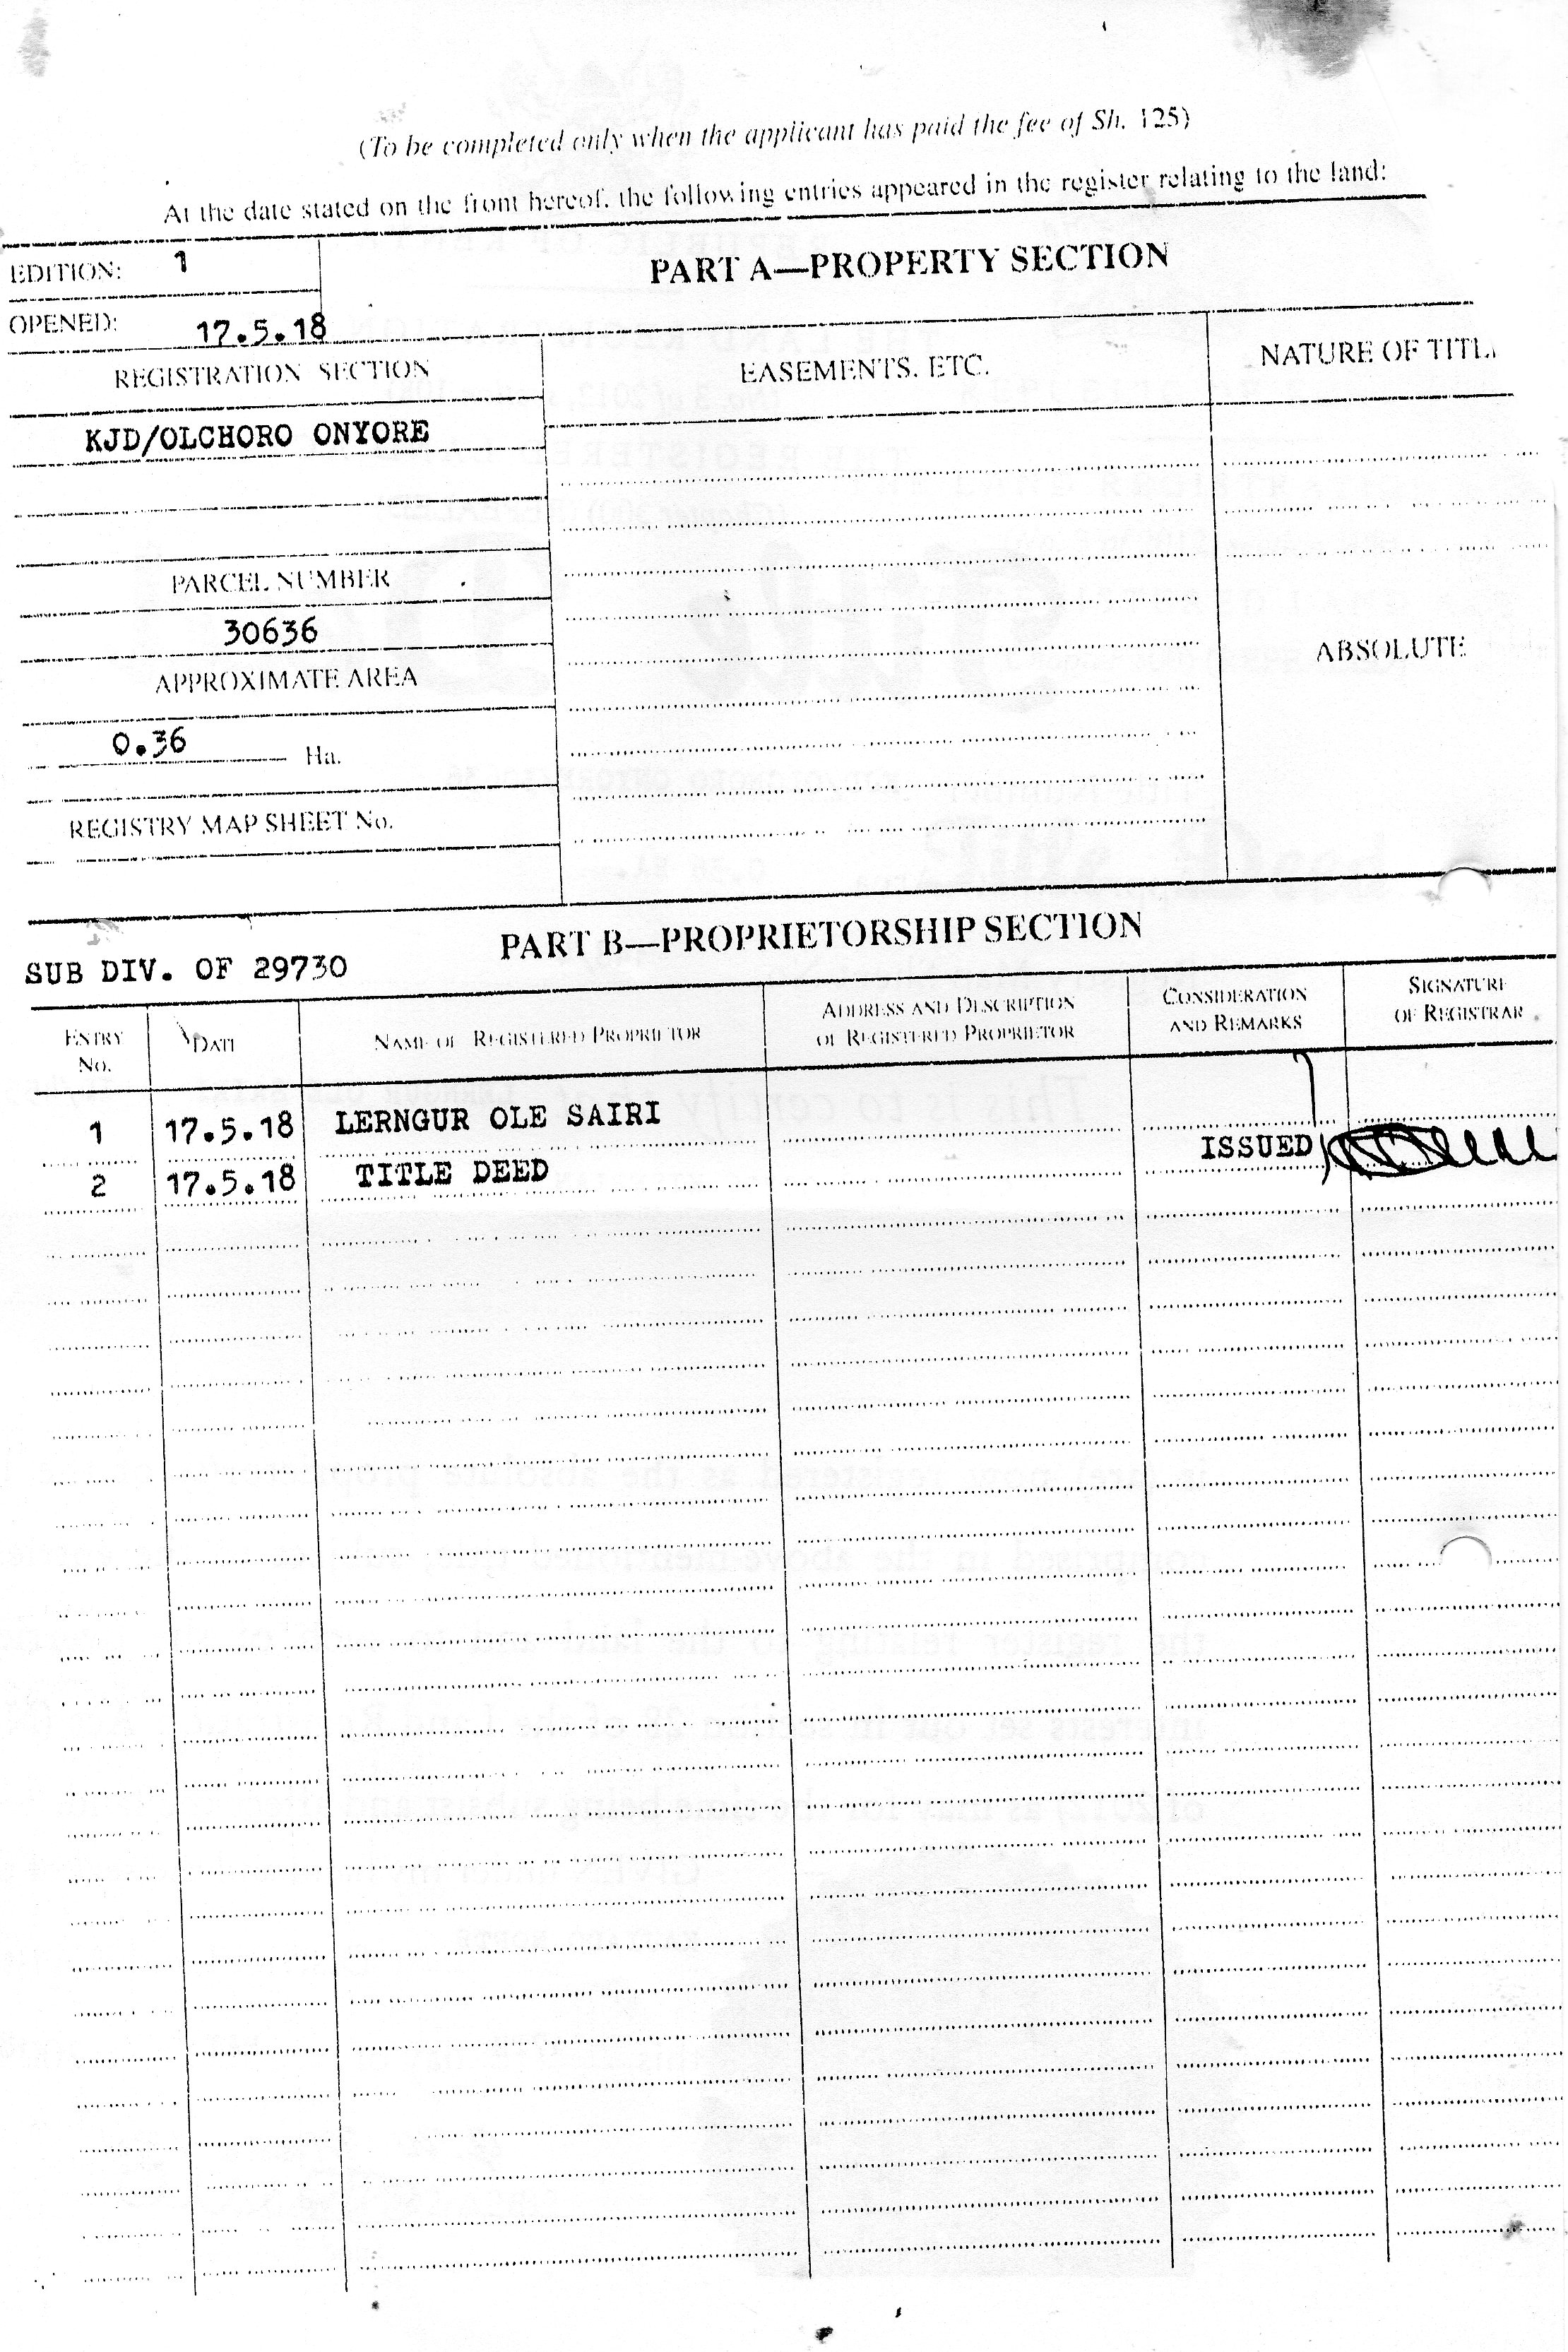 (To be completed only when the applicant has paid the fee of Sh. 125)
At the date stated on the front hereof, the following entries appeared in the register relating to the land:
EDITION: 1
PART A—PROPERTY SECTION
OPENED: 17.5.18
REGISTRATION SECTION
EASEMENTS, ETC.
NATURE OF TITL
KJD/OLCHORO ONYORE
PARCEL NUMBER
30636
ABSOLUTE
APPROXIMATE AREA
0.36 Ha.
REGISTRY MAP SHEET No.
PART B—PROPRIETORSHIP SECTION
SUB DIV. OF 29730
ENTRY No.
DATE
NAME OF REGISTERED PROPRIETOR
ADDRESS AND DESCRIPTION OF REGISTERED PROPRIETOR
CONSIDERATION AND REMARKS
SIGNATURE OF REGISTRAR
1 17.5.18 LERNGUR OLE SAIRI
2 17.5.18 TITLE DEED ISSUED